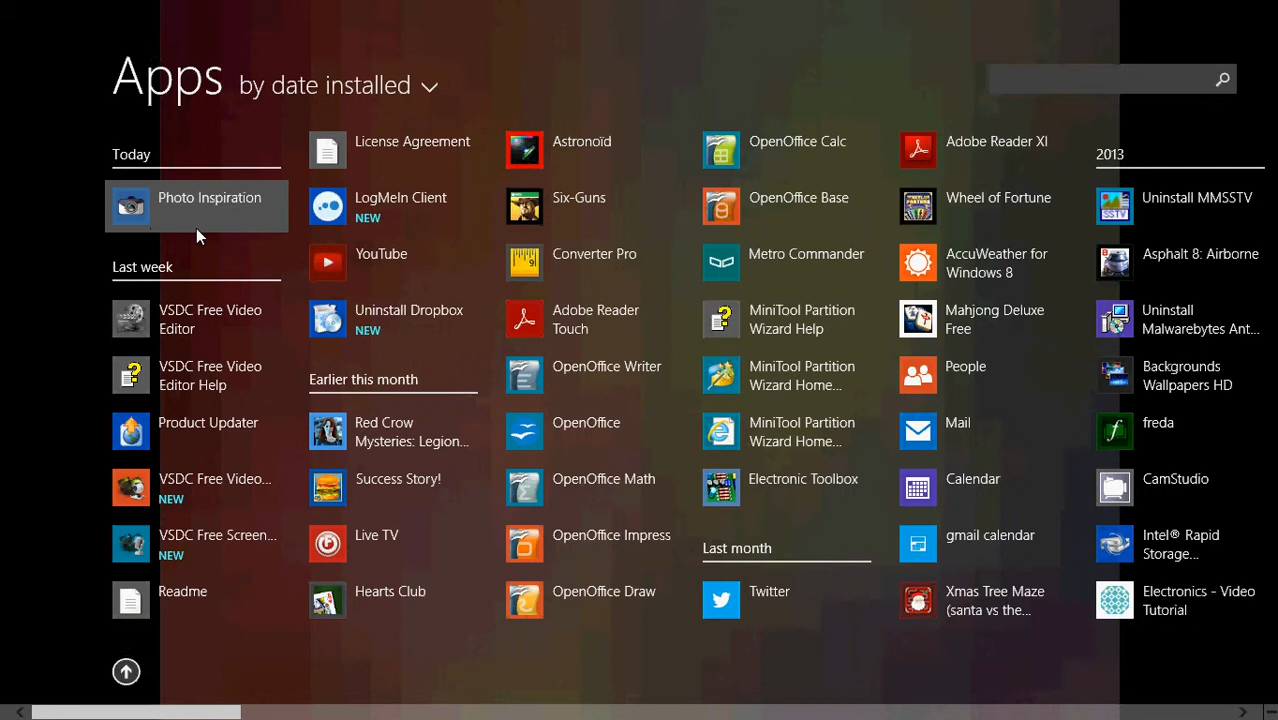 Apps by date installed
Today
Photo Inspiration
Last week
VSDC Free Video
Editor
VSDC Free Video
Editor Help
Product Updater
VSDC Free Video...
NEW
VSDC Free Screen...
NEW
Readme
License Agreement
LogMeIn Client
NEW
YouTube
Uninstall Dropbox
NEW
Earlier this month
Red Crow
Mysteries: Legion...
Success Story!
Live TV
Hearts Club
Astronoïd
Six-Guns
Converter Pro
Adobe Reader
Touch
OpenOffice Writer
OpenOffice
OpenOffice Math
OpenOffice Impress
OpenOffice Draw
OpenOffice Calc
OpenOffice Base
Metro Commander
MiniTool Partition
Wizard Help
MiniTool Partition
Wizard Home...
MiniTool Partition
Wizard Home...
Electronic Toolbox
Last month
Twitter
Adobe Reader XI
Wheel of Fortune
AccuWeather for
Windows 8
Mahjong Deluxe
Free
People
Mail
Calendar
gmail calendar
Xmas Tree Maze
(santa vs the...
2013
Uninstall MMSSTV
Asphalt 8: Airborne
Uninstall
Malwarebytes Ant...
Backgrounds
Wallpapers HD
freda
CamStudio
Intel® Rapid
Storage...
Electronics - Video
Tutorial